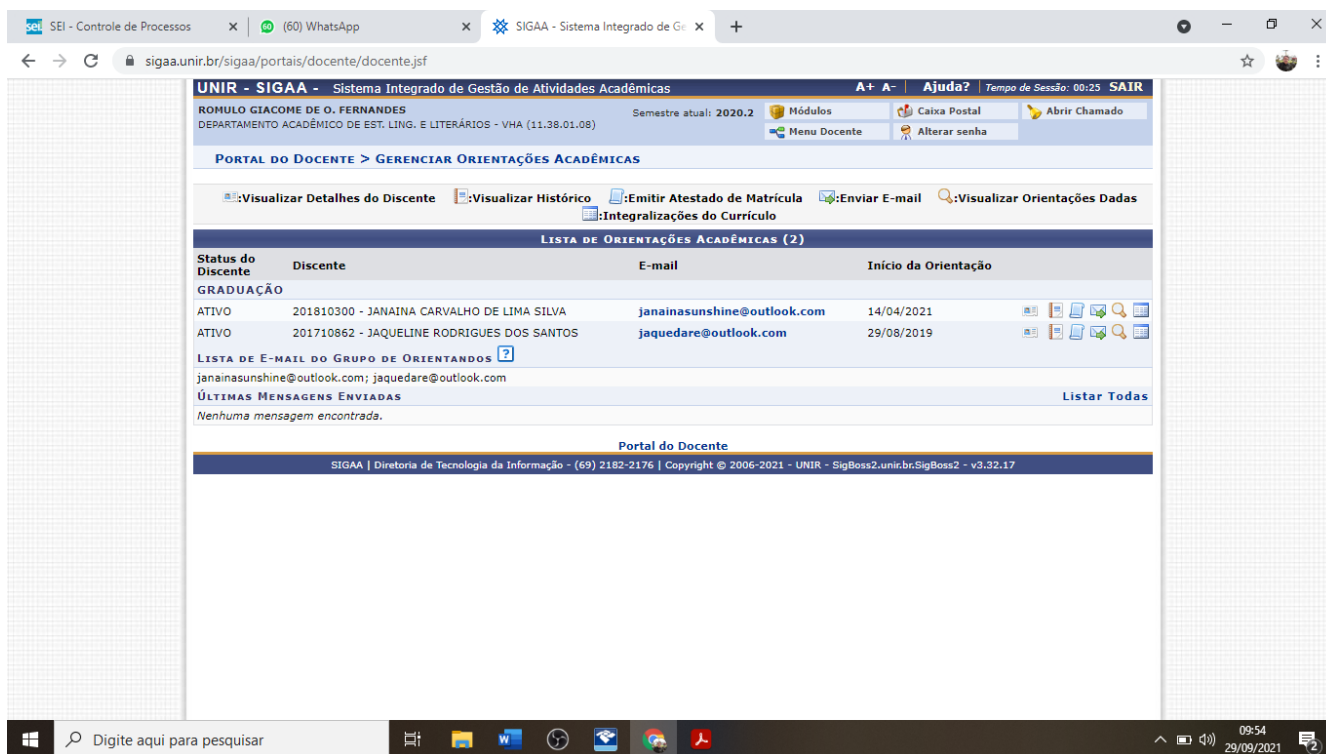 SEI - Controle de Processos
(60) WhatsApp
SIGAA - Sistema Integrado de Ge
sigaa.unir.br/sigaa/portais/docente/docente.jsf
UNIR - SIGAA - Sistema Integrado de Gestão de Atividades Acadêmicas A+ A- | Ajuda? | Tempo de Sessão: 00:25 SAIR
ROMULO GIACOME DE O. FERNANDES
DEPARTAMENTO ACADÊMICO DE EST. LING. E LITERÁRIOS - VHA (11.38.01.08)
Semestre atual: 2020.2
Módulos Caixa Postal Abrir Chamado
Menu Docente Alterar senha
PORTAL DO DOCENTE > GERENCIAR ORIENTAÇÕES ACADÊMICAS
:Visualizar Detalhes do Discente :Visualizar Histórico :Emitir Atestado de Matrícula :Enviar E-mail :Visualizar Orientações Dadas
:Integralizações do Currículo
LISTA DE ORIENTAÇÕES ACADÊMICAS (2)
Status do Discente Discente E-mail Início da Orientação
GRADUAÇÃO
ATIVO 201810300 - JANAINA CARVALHO DE LIMA SILVA janainasunshine@outlook.com 14/04/2021
ATIVO 201710862 - JAQUELINE RODRIGUES DOS SANTOS jaquedare@outlook.com 29/08/2019
LISTA DE E-MAIL DO GRUPO DE ORIENTANDOS ?
janainasunshine@outlook.com; jaquedare@outlook.com
ÚLTIMAS MENSAGENS ENVIADAS Listar Todas
Nenhuma mensagem encontrada.
Portal do Docente
SIGAA | Diretoria de Tecnologia da Informação - (69) 2182-2176 | Copyright © 2006-2021 - UNIR - SigBoss2.unir.br.SigBoss2 - v3.32.17
Digite aqui para pesquisar
09:54
29/09/2021